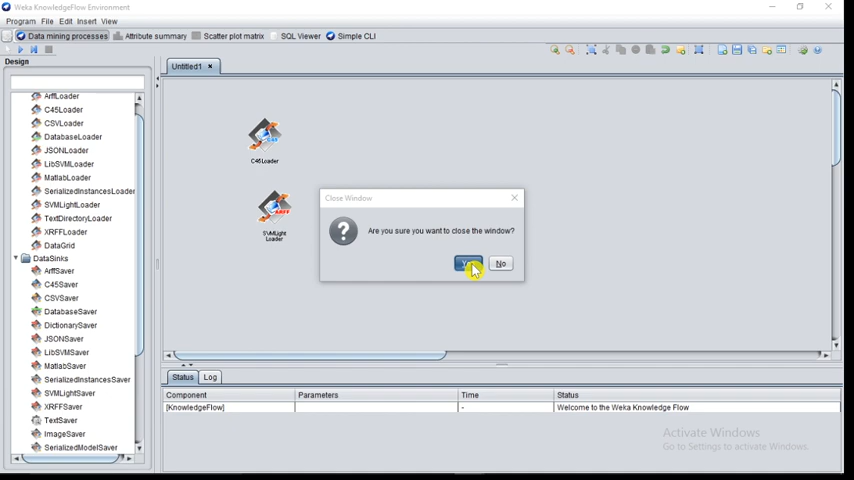 Weka KnowledgeFlow Environment
Program File Edit Insert View
Data mining processes Attribute summary Scatter plot matrix SQL Viewer Simple CLI
Design
Untitled1
ArffLoader
C45Loader
CSVLoader
DatabaseLoader
JSONLoader
LibSVMLoader
MatlabLoader
SerializedInstancesLoader
SVMLightLoader
TextDirectoryLoader
XRFFLoader
DataGrid
DataSinks
ArffSaver
C45Saver
CSVSaver
DatabaseSaver
DictionarySaver
JSONSaver
LibSVMSaver
MatlabSaver
SerializedInstancesSaver
SVMLightSaver
XRFFSaver
TextSaver
ImageSaver
SerializedModelSaver
C45
C45Loader
ARFF
SVMLight
Loader
Close Window
Are you sure you want to close the window?
No
Status Log
Component Parameters Time Status
[KnowledgeFlow] - Welcome to the Weka Knowledge Flow
Activate Windows
Go to Settings to activate Windows.